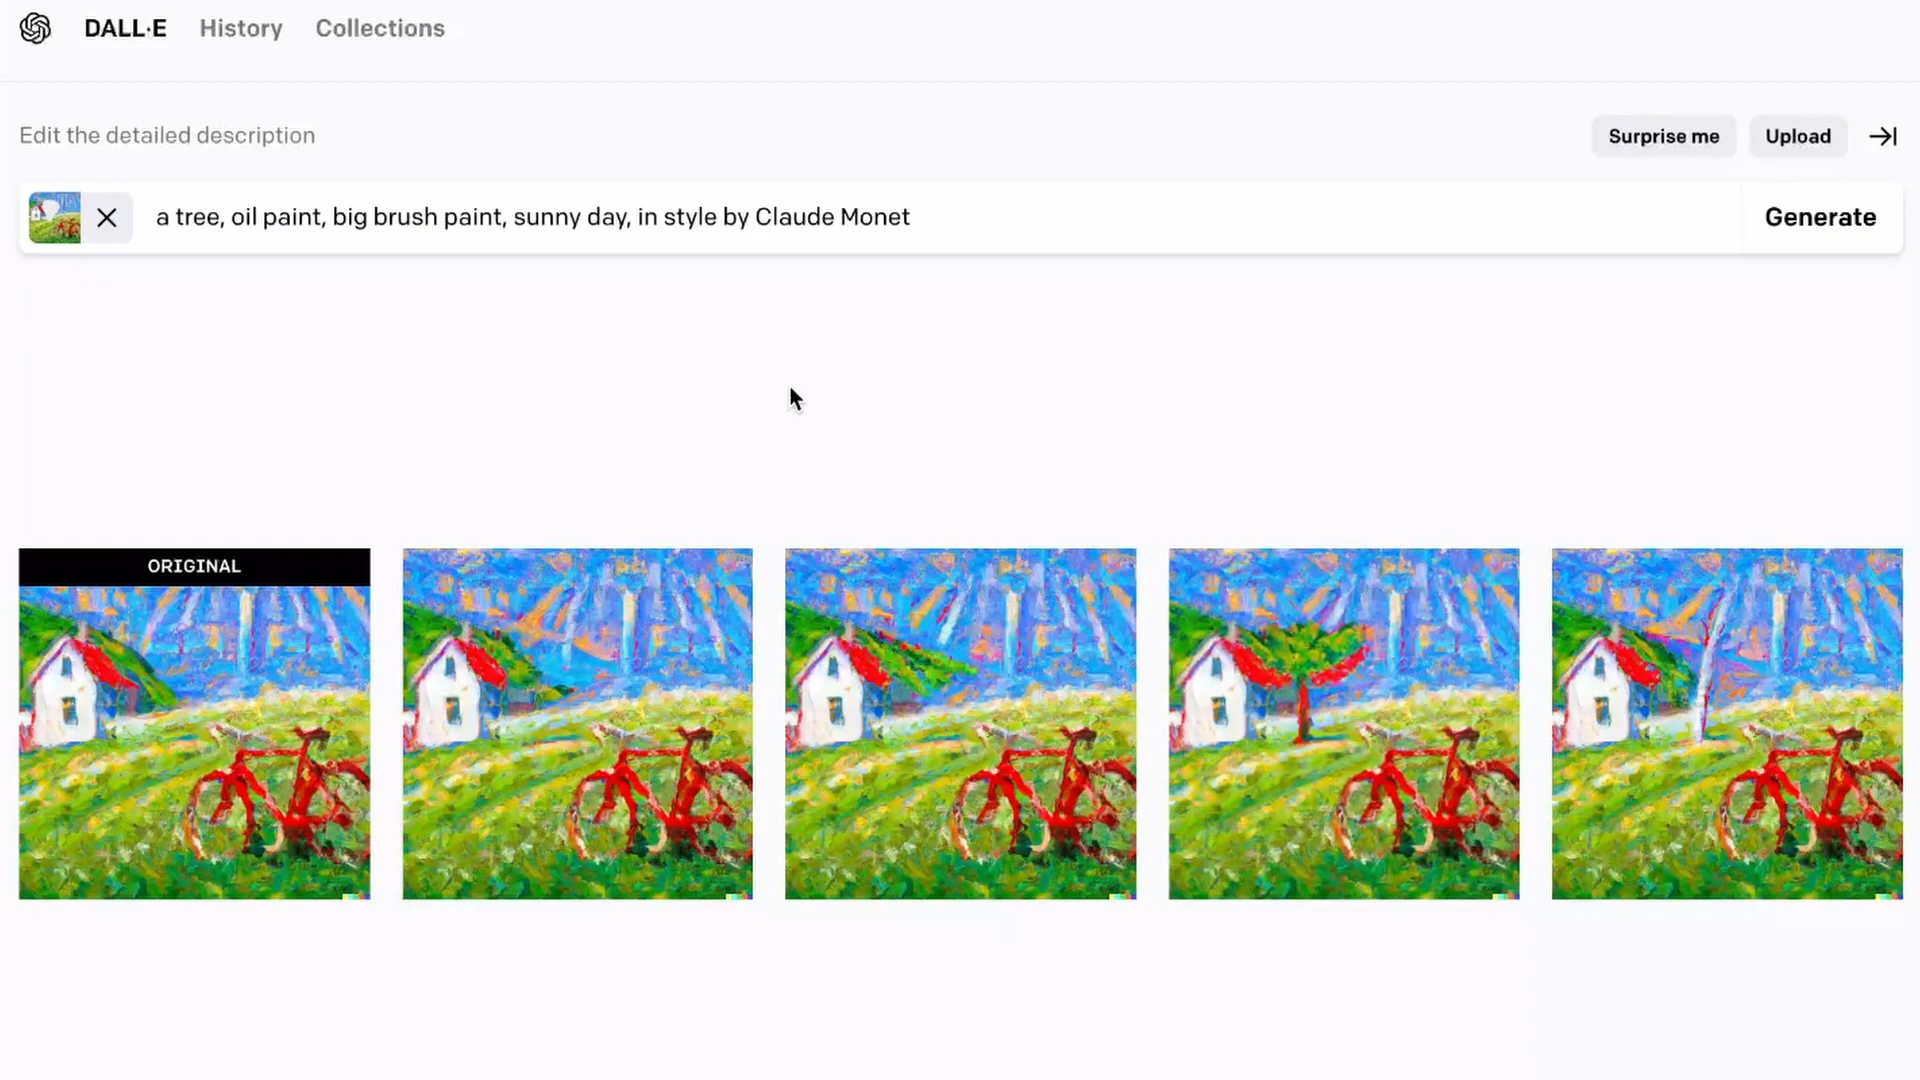 DALL·E History Collections
Edit the detailed description
Surprise me Upload
a tree, oil paint, big brush paint, sunny day, in style by Claude Monet
Generate
ORIGINAL